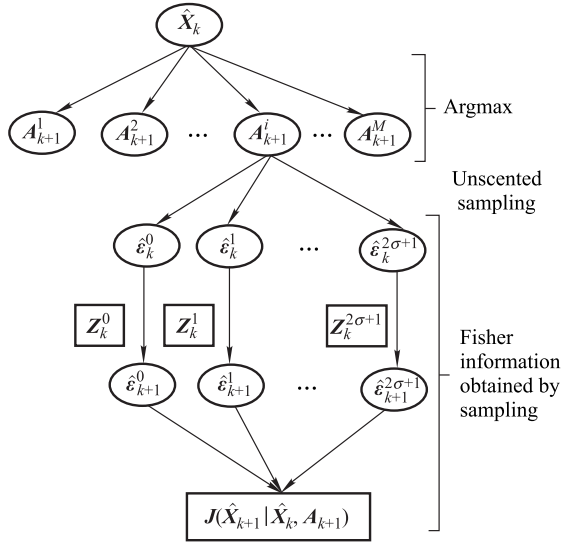 X̂_k
A^1_{k+1} A^2_{k+1} ... A^i_{k+1} ... A^M_{k+1}
Argmax
Unscented
sampling
ε̂^0_k ε̂^1_k ... ε̂^{2σ+1}_k
Z^0_k Z^1_k Z^{2σ+1}_k
Fisher
information
obtained by
sampling
ε̂^0_{k+1} ε̂^1_{k+1} ... ε̂^{2σ+1}_{k+1}
J(X̂_{k+1}|X̂_k, A_{k+1})